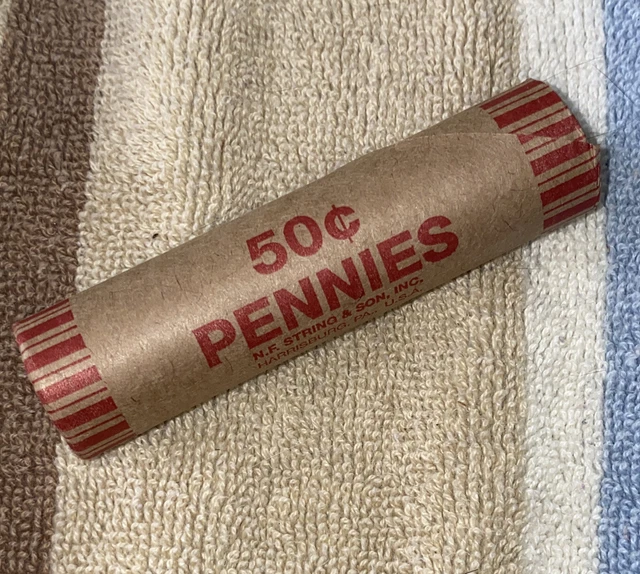 50¢
PENNIES
N.F. STRING & SON, INC.
HARRISBURG, PA., U.S.A.